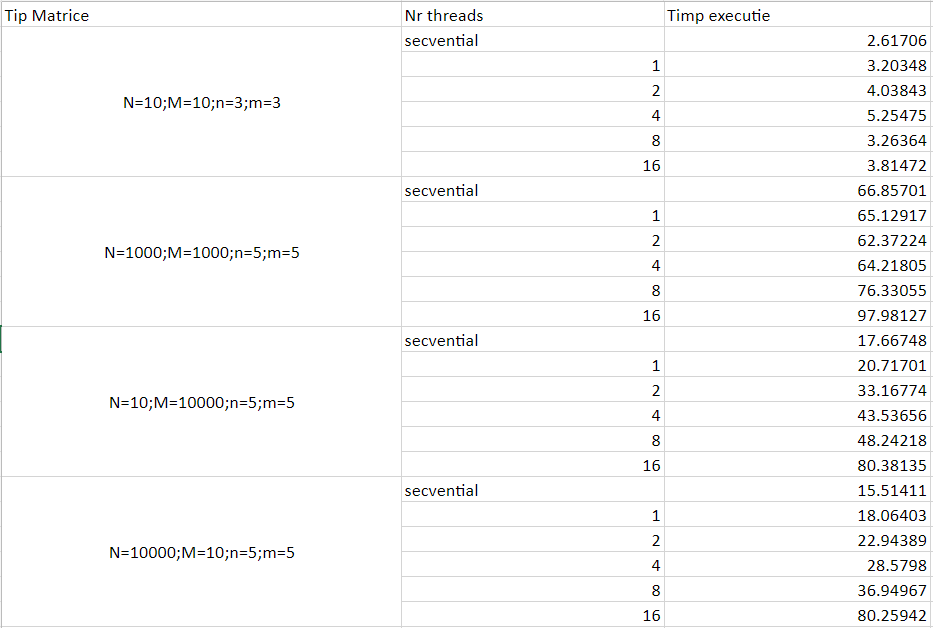 Tip Matrice Nr threads Timp executie
N=10;M=10;n=3;m=3
secvential 2.61706
1 3.20348
2 4.03843
4 5.25475
8 3.26364
16 3.81472
N=1000;M=1000;n=5;m=5
secvential 66.85701
1 65.12917
2 62.37224
4 64.21805
8 76.33055
16 97.98127
N=10;M=10000;n=5;m=5
secvential 17.66748
1 20.71701
2 33.16774
4 43.53656
8 48.24218
16 80.38135
N=10000;M=10;n=5;m=5
secvential 15.51411
1 18.06403
2 22.94389
4 28.5798
8 36.94967
16 80.25942